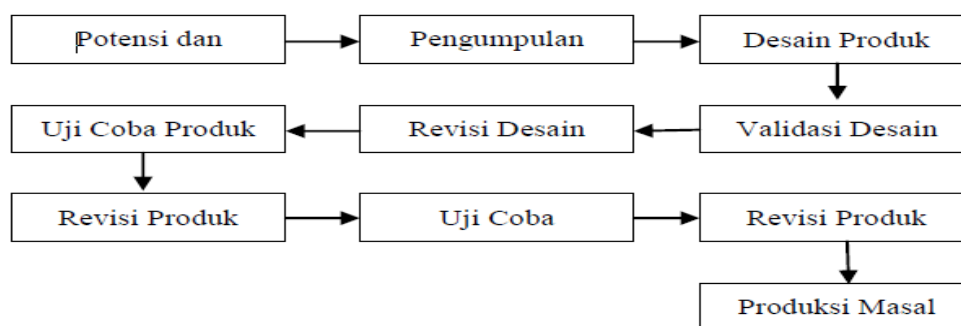 Potensi dan
Pengumpulan
Desain Produk
Validasi Desain
Revisi Desain
Uji Coba Produk
Revisi Produk
Uji Coba
Revisi Produk
Produksi Masal